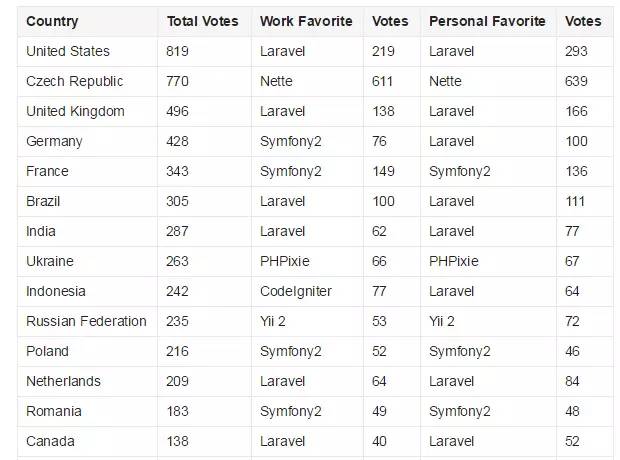 Country Total Votes Work Favorite Votes Personal Favorite Votes
United States 819 Laravel 219 Laravel 293
Czech Republic 770 Nette 611 Nette 639
United Kingdom 496 Laravel 138 Laravel 166
Germany 428 Symfony2 76 Laravel 100
France 343 Symfony2 149 Symfony2 136
Brazil 305 Laravel 100 Laravel 111
India 287 Laravel 62 Laravel 77
Ukraine 263 PHPixie 66 PHPixie 67
Indonesia 242 CodeIgniter 77 Laravel 64
Russian Federation 235 Yii 2 53 Yii 2 72
Poland 216 Symfony2 52 Symfony2 46
Netherlands 209 Laravel 64 Laravel 84
Romania 183 Symfony2 49 Symfony2 48
Canada 138 Laravel 40 Laravel 52